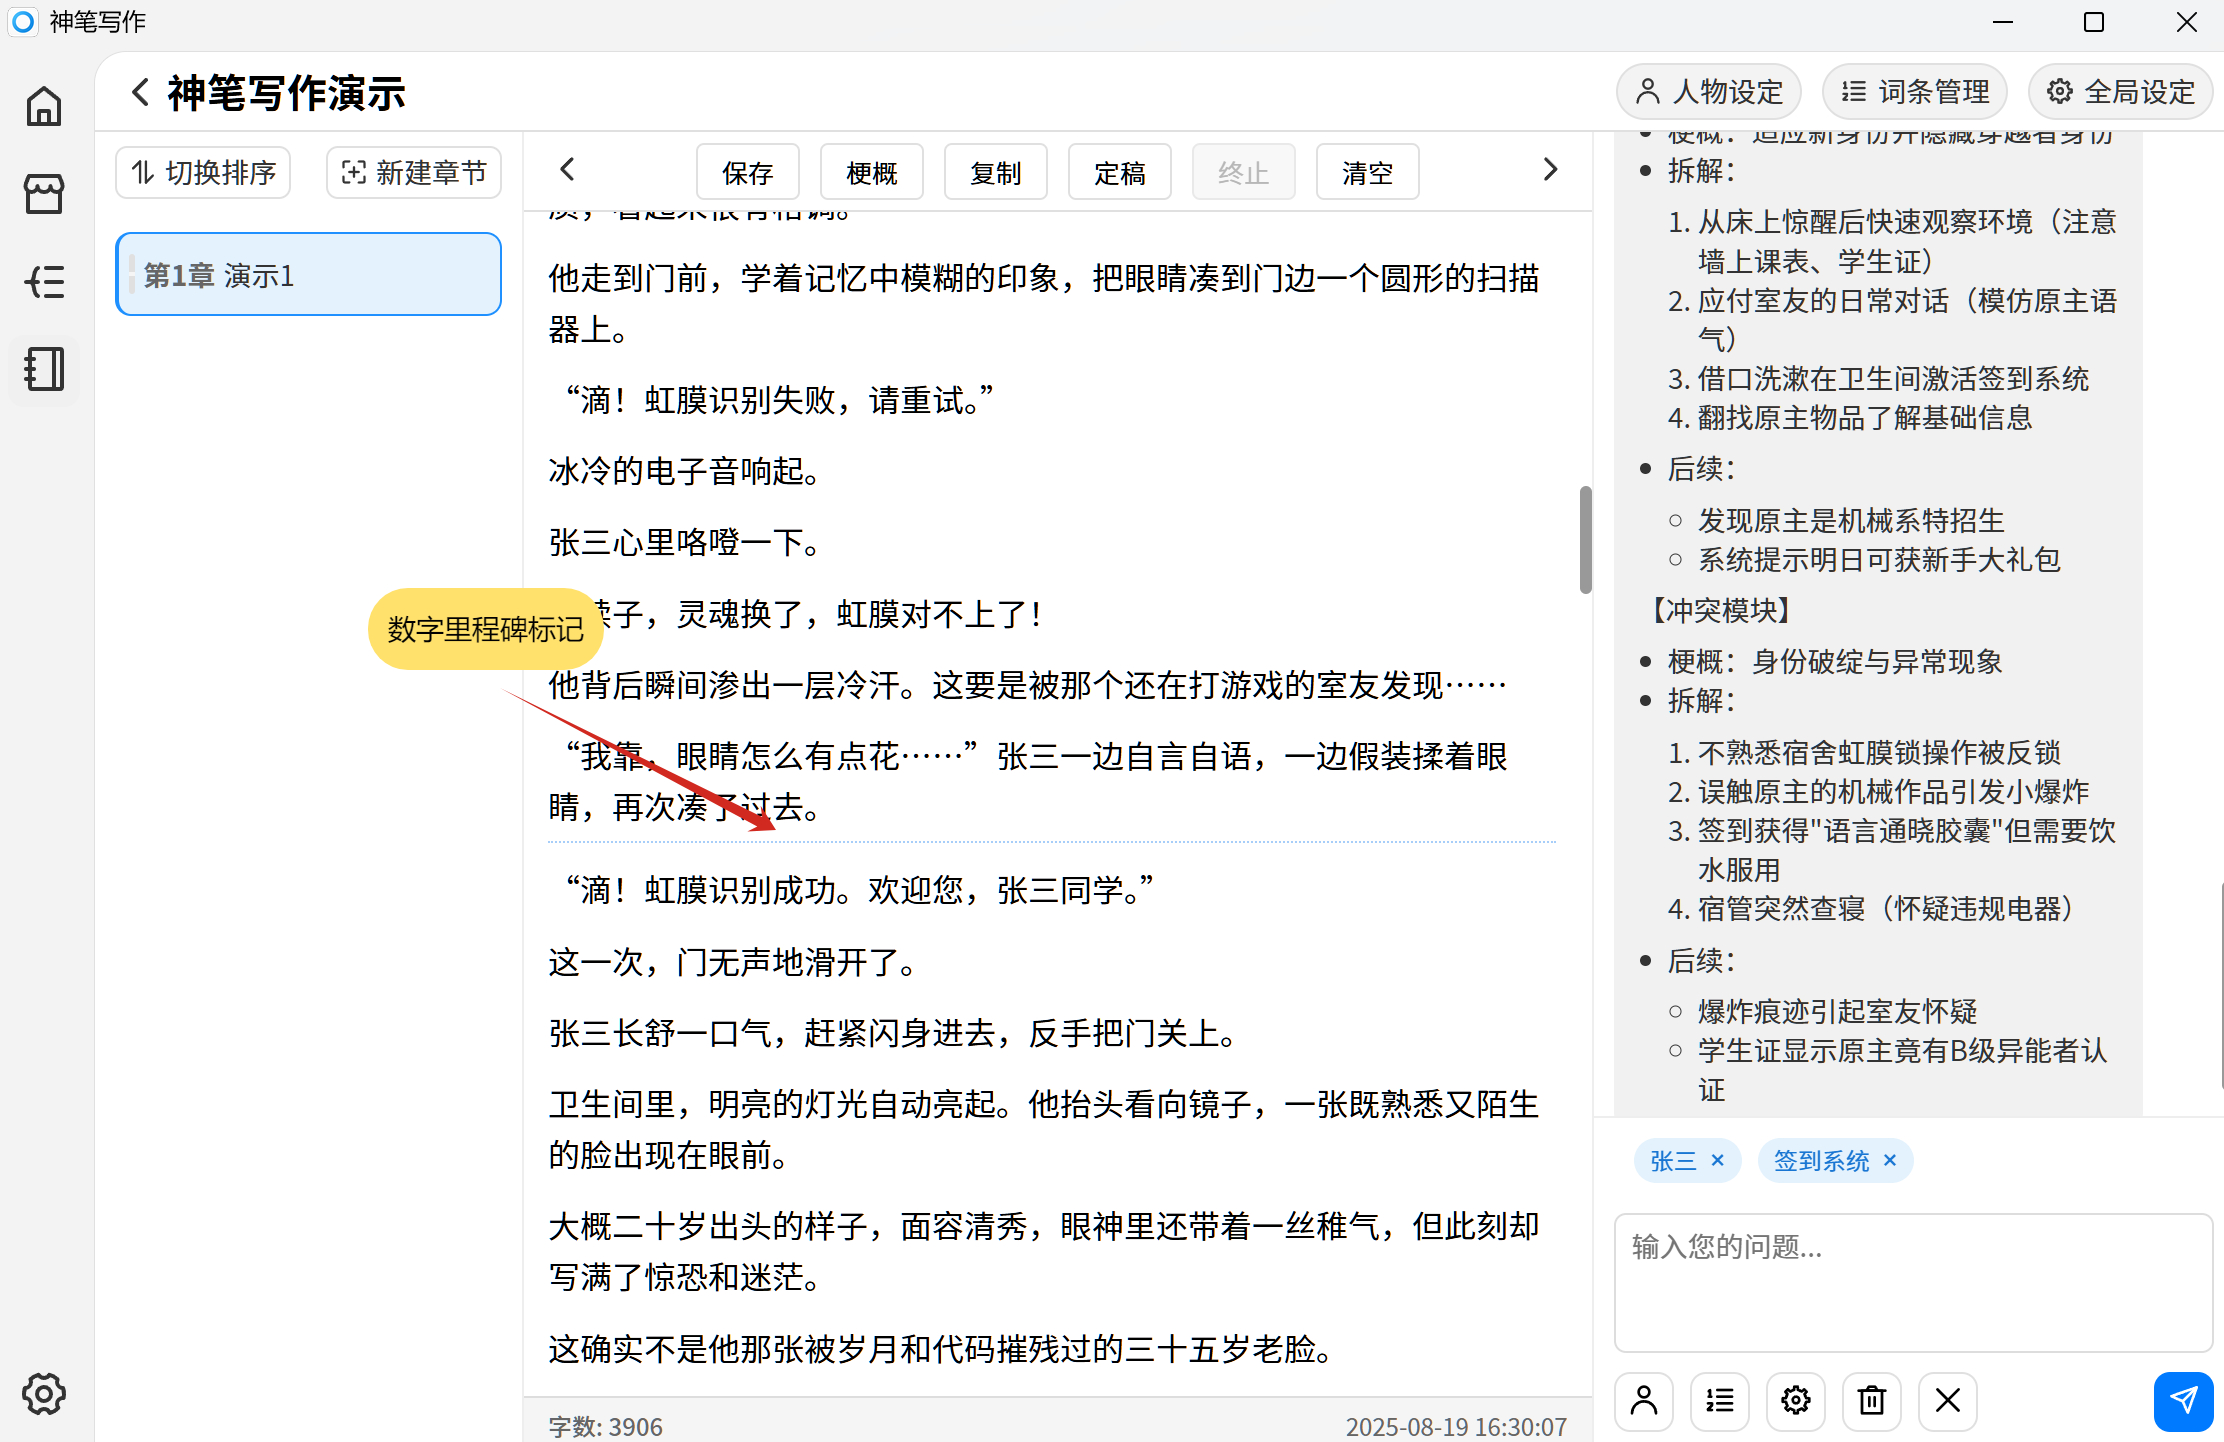 神笔写作
神笔写作演示
人物设定
词条管理
全局设定
切换排序
新建章节
第1章 演示1
保存
梗概
复制
定稿
终止
清空
他走到门前，学着记忆中模糊的印象，把眼睛凑到门边一个圆形的扫描
器上。
“滴！虹膜识别失败，请重试。”
冰冷的电子音响起。
张三心里咯噔一下。
子，灵魂换了，虹膜对不上了！
数字里程碑标记
他背后瞬间渗出一层冷汗。这要是被那个还在打游戏的室友发现……
“我靠，眼睛怎么有点花……”张三一边自言自语，一边假装揉着眼
睛，再次凑了过去。
“滴！虹膜识别成功。欢迎您，张三同学。”
这一次，门无声地滑开了。
张三长舒一口气，赶紧闪身进去，反手把门关上。
卫生间里，明亮的灯光自动亮起。他抬头看向镜子，一张既熟悉又陌生
的脸出现在眼前。
大概二十岁出头的样子，面容清秀，眼神里还带着一丝稚气，但此刻却
写满了惊恐和迷茫。
这确实不是他那张被岁月和代码摧残过的三十五岁老脸。
字数: 3906
2025-08-19 16:30:07
梗概：适应新身份并隐藏穿越者身份
拆解：
1. 从床上惊醒后快速观察环境（注意
墙上课表、学生证）
2. 应付室友的日常对话（模仿原主语
气）
3. 借口洗漱在卫生间激活签到系统
4. 翻找原主物品了解基础信息
后续：
发现原主是机械系特招生
系统提示明日可获新手大礼包
【冲突模块】
梗概：身份破绽与异常现象
拆解：
1. 不熟悉宿舍虹膜锁操作被反锁
2. 误触原主的机械作品引发小爆炸
3. 签到获得"语言通晓胶囊"但需要饮
水服用
4. 宿管突然查寝（怀疑违规电器）
后续：
爆炸痕迹引起室友怀疑
学生证显示原主竟有B级异能者认
证
张三 ×
签到系统 ×
输入您的问题...